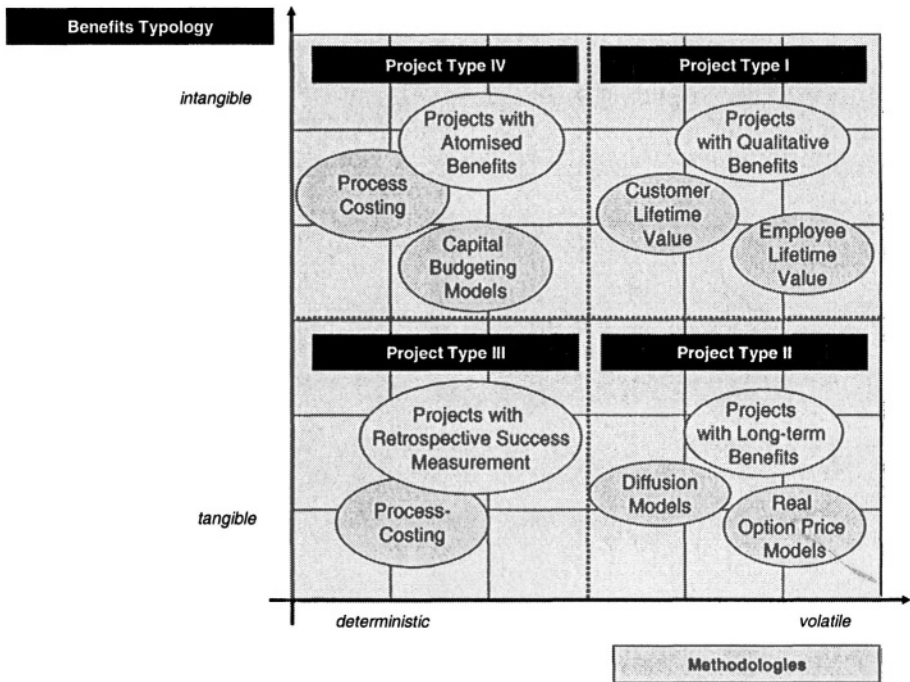 Benefits Typology
intangible
tangible
Project Type IV
Projects with
Atomised
Benefits
Process
Costing
Capital
Budgeting
Models
Project Type I
Projects
with Qualitative
Benefits
Customer
Lifetime
Value
Employee
Lifetime
Value
Project Type III
Projects with
Retrospective Success
Measurement
Process-
Costing
Project Type II
Projects
with Long-term
Benefits
Diffusion
Models
Real
Option Price
Models
deterministic
volatile
Methodologies